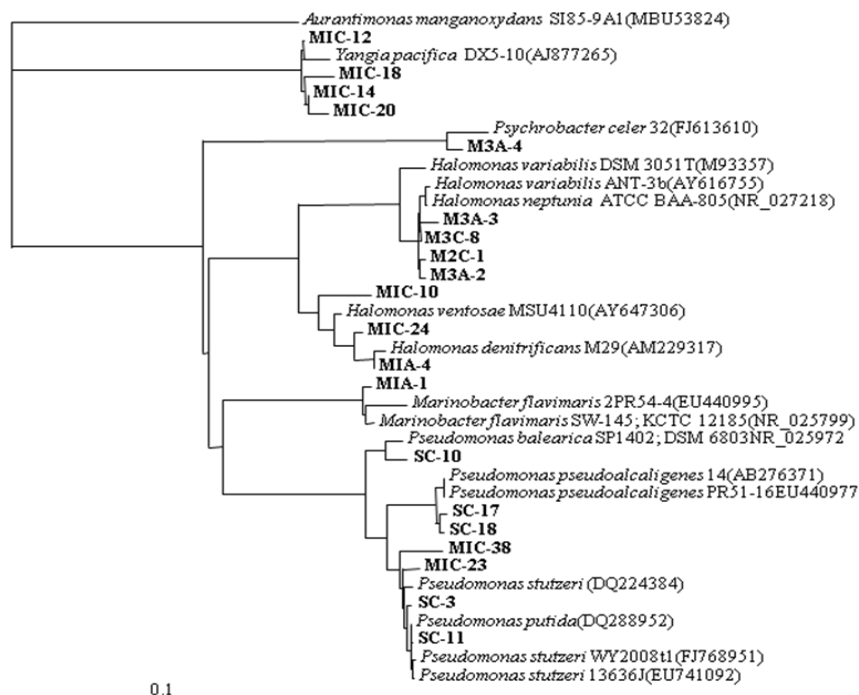 Aurantimonas manganoxydans SI85-9A1(MBU53824)
MIC-12
Yangia pacifica DX5-10(AJ877265)
MIC-18
MIC-14
MIC-20
Psychrobacter celer 32(FJ613610)
M3A-4
Halomonas variabilis DSM 3051T(M93357)
Halomonas variabilis ANT-3b(AY616755)
Halomonas neptunia ATCC BAA-805(NR_027218)
M3A-3
M3C-8
M2C-1
M3A-2
MIC-10
Halomonas ventosae MSU4110(AY647306)
MIC-24
Halomonas denitrificans M29(AM229317)
MIA-4
MIA-1
Marinobacter flavimaris 2PR54-4(EU440995)
Marinobacter flavimaris SW-145; KCTC 12185(NR_025799)
Pseudomonas balearica SP1402; DSM 6803NR_025972
SC-10
Pseudomonas pseudoalcaligenes 14(AB276371)
Pseudomonas pseudoalcaligenes PR51-16EU440977
SC-17
SC-18
MIC-38
MIC-23
Pseudomonas stutzeri (DQ224384)
SC-3
Pseudomonas putida(DQ288952)
SC-11
Pseudomonas stutzeri WY2008t1(FJ768951)
Pseudomonas stutzeri 13636J(EU741092)
0.1